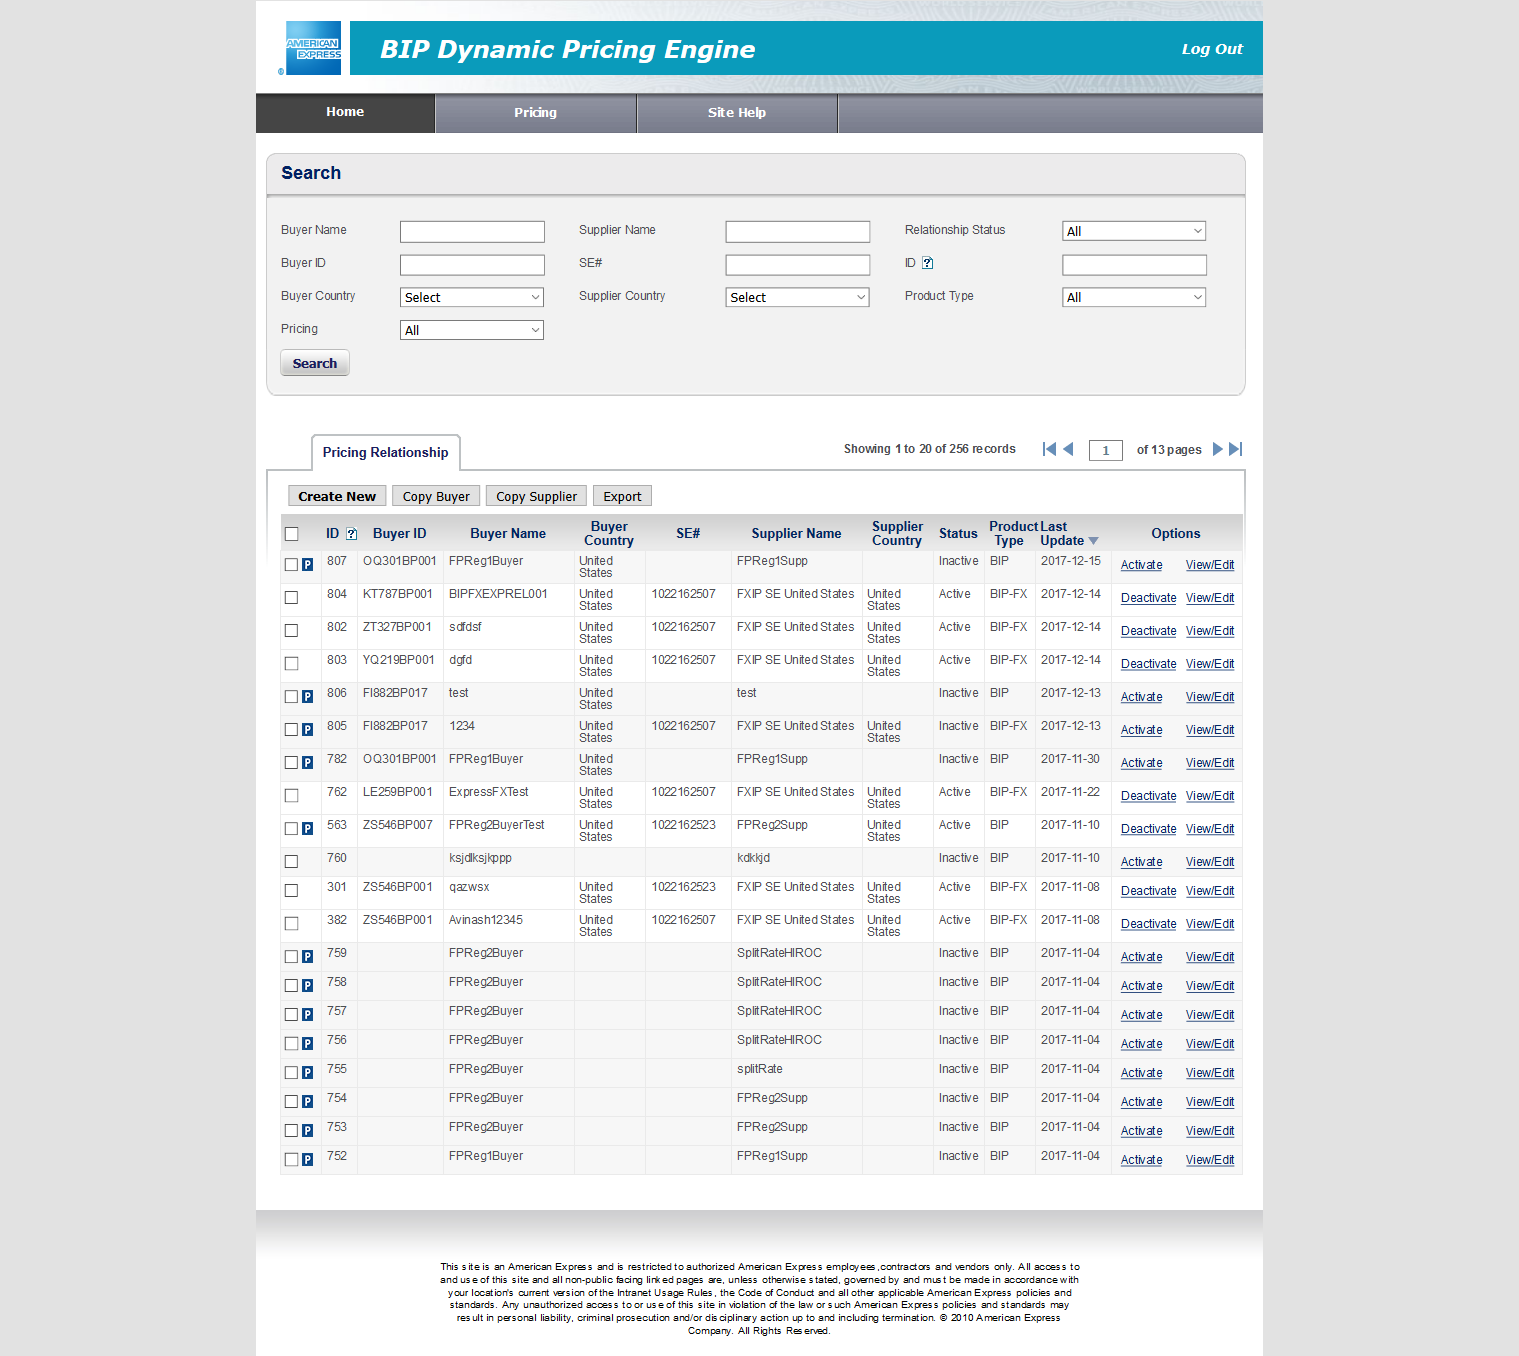 AMERICAN EXPRESS ®
BIP Dynamic Pricing Engine
Log Out
Home Pricing Site Help
Search
Buyer Name Supplier Name Relationship Status All
Buyer ID SE# ID ?
Buyer Country Select Supplier Country Select Product Type All
Pricing All
Search
Pricing Relationship
Showing 1 to 20 of 256 records 1 of 13 pages
Create New Copy Buyer Copy Supplier Export
ID ? Buyer ID Buyer Name Buyer Country SE# Supplier Name Supplier Country Status Product Type Last Update Options
P 807 OQ301BP001 FPReg1Buyer United States FPReg1Supp Inactive BIP 2017-12-15 Activate View/Edit
804 KT787BP001 BIPFXEXPREL001 United States 1022162507 FXIP SE United States United States Active BIP-FX 2017-12-14 Deactivate View/Edit
802 ZT327BP001 sdfdsf United States 1022162507 FXIP SE United States United States Active BIP-FX 2017-12-14 Deactivate View/Edit
803 YQ219BP001 dgfd United States 1022162507 FXIP SE United States United States Active BIP-FX 2017-12-14 Deactivate View/Edit
P 806 FI882BP017 test United States test Inactive BIP 2017-12-13 Activate View/Edit
P 805 FI882BP017 1234 United States 1022162507 FXIP SE United States United States Inactive BIP-FX 2017-12-13 Activate View/Edit
P 782 OQ301BP001 FPReg1Buyer United States FPReg1Supp Inactive BIP 2017-11-30 Activate View/Edit
762 LE259BP001 ExpressFXTest United States 1022162507 FXIP SE United States United States Active BIP-FX 2017-11-22 Deactivate View/Edit
P 563 ZS546BP007 FPReg2BuyerTest United States 1022162523 FPReg2Supp United States Active BIP 2017-11-10 Deactivate View/Edit
760 ksjdlksjkppp kdkkjd Inactive BIP 2017-11-10 Activate View/Edit
301 ZS546BP001 qazwsx United States 1022162523 FXIP SE United States United States Active BIP-FX 2017-11-08 Deactivate View/Edit
382 ZS546BP001 Avinash12345 United States 1022162507 FXIP SE United States United States Active BIP-FX 2017-11-08 Deactivate View/Edit
P 759 FPReg2Buyer SplitRateHIROC Inactive BIP 2017-11-04 Activate View/Edit
P 758 FPReg2Buyer SplitRateHIROC Inactive BIP 2017-11-04 Activate View/Edit
P 757 FPReg2Buyer SplitRateHIROC Inactive BIP 2017-11-04 Activate View/Edit
P 756 FPReg2Buyer SplitRateHIROC Inactive BIP 2017-11-04 Activate View/Edit
P 755 FPReg2Buyer splitRate Inactive BIP 2017-11-04 Activate View/Edit
P 754 FPReg2Buyer FPReg2Supp Inactive BIP 2017-11-04 Activate View/Edit
P 753 FPReg2Buyer FPReg2Supp Inactive BIP 2017-11-04 Activate View/Edit
P 752 FPReg1Buyer FPReg1Supp Inactive BIP 2017-11-04 Activate View/Edit
This site is an American Express and is restricted to authorized American Express employees,contractors and vendors only. All access to
and use of this site and all non-public facing linked pages are, unless otherwise stated, governed by and must be made in accordance with
your location's current version of the Intranet Usage Rules, the Code of Conduct and all other applicable American Express policies and
standards. Any unauthorized access to or use of this site in violation of the law or such American Express policies and standards may
result in personal liability, criminal prosecution and/or disciplinary action up to and including termination. © 2010 American Express
Company. All Rights Reserved.